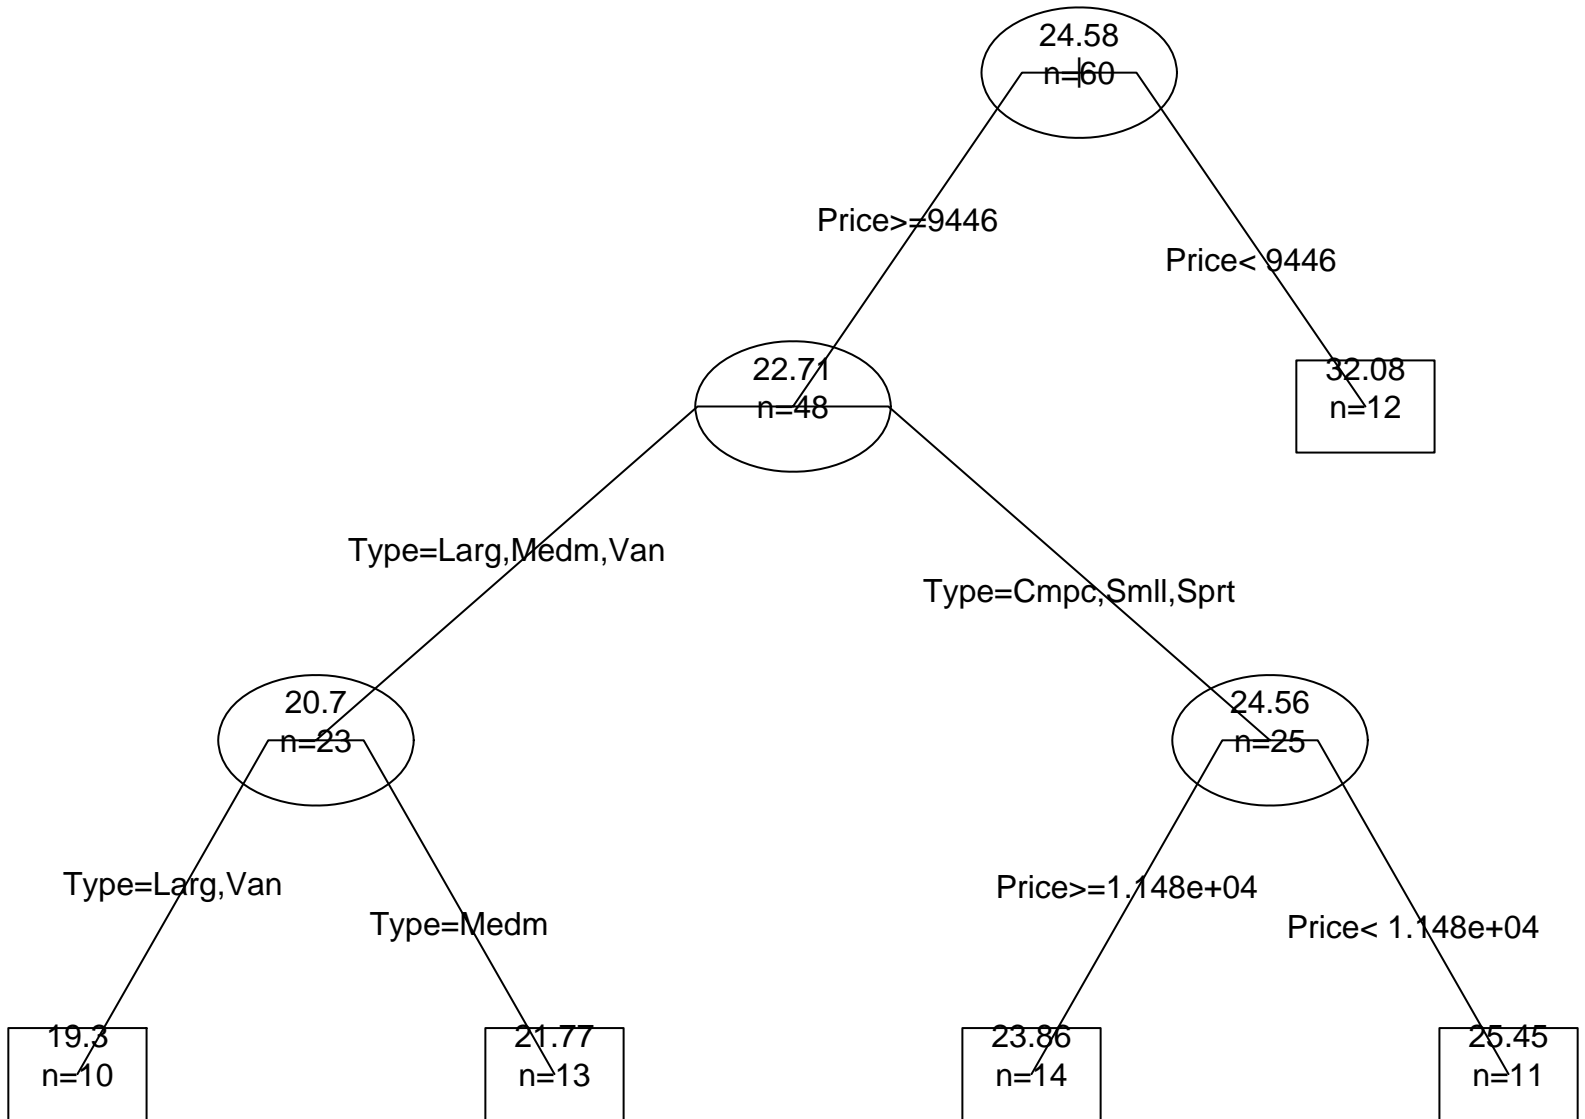 24.58
n=60
Price>=9446
Price< 9446
22.71
n=48
32.08
n=12
Type=Larg,Medm,Van
Type=Cmpc,Smll,Sprt
20.7
n=23
24.56
n=25
Type=Larg,Van
Type=Medm
Price>=1.148e+04
Price< 1.148e+04
19.3
n=10
21.77
n=13
23.86
n=14
25.45
n=11